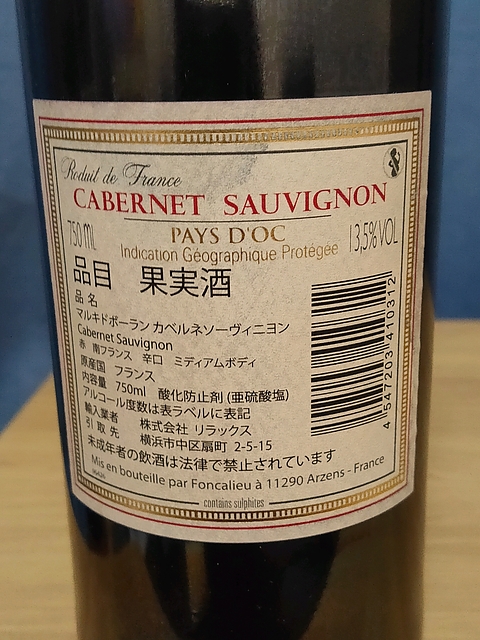 Produit de France
CABERNET SAUVIGNON
750 mL
PAYS D'OC
13,5% VOL
Indication Géographique Protégée
品目 果実酒
品名
マルキドボーラン カベルネソーヴィニヨン
Cabernet Sauvignon
赤 南フランス 辛口 ミディアムボディ
原産国 フランス
内容量 750ml 酸化防止剤 (亜硫酸塩)
アルコール度数は表ラベルに表記
輸入業者 株式会社 リラックス
引取先 横浜市中区扇町 2-5-15
未成年者の飲酒は法律で禁止されています
Mis en bouteille par Foncalieu à 11290 Arzens - France
contains sulphites
4 547203 410312